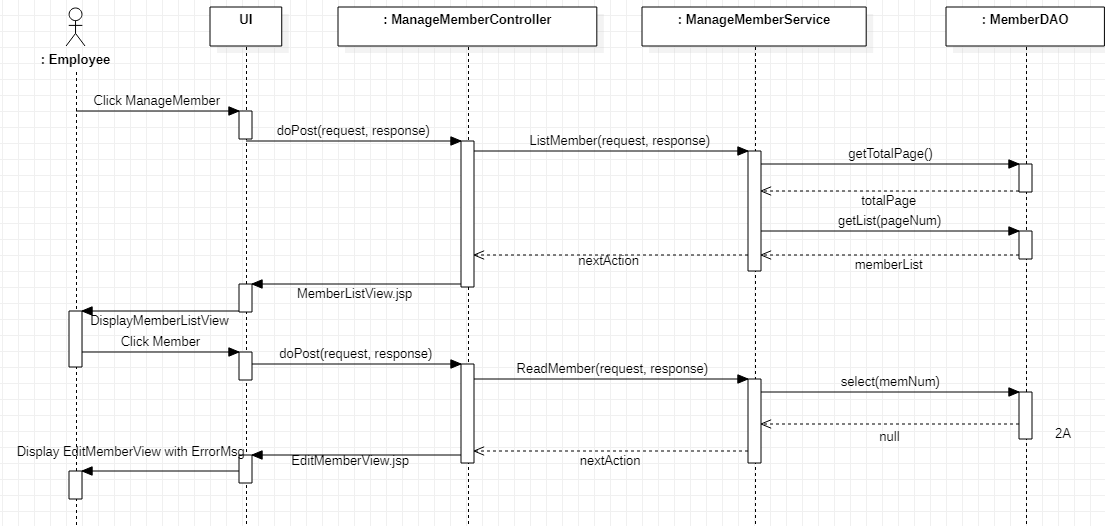 : Employee
UI
: ManageMemberController
: ManageMemberService
: MemberDAO
Click ManageMember
doPost(request, response)
ListMember(request, response)
getTotalPage()
totalPage
getList(pageNum)
memberList
nextAction
MemberListView.jsp
DisplayMemberListView
Click Member
doPost(request, response)
ReadMember(request, response)
select(memNum)
null
2A
nextAction
EditMemberView.jsp
Display EditMemberView with ErrorMsg